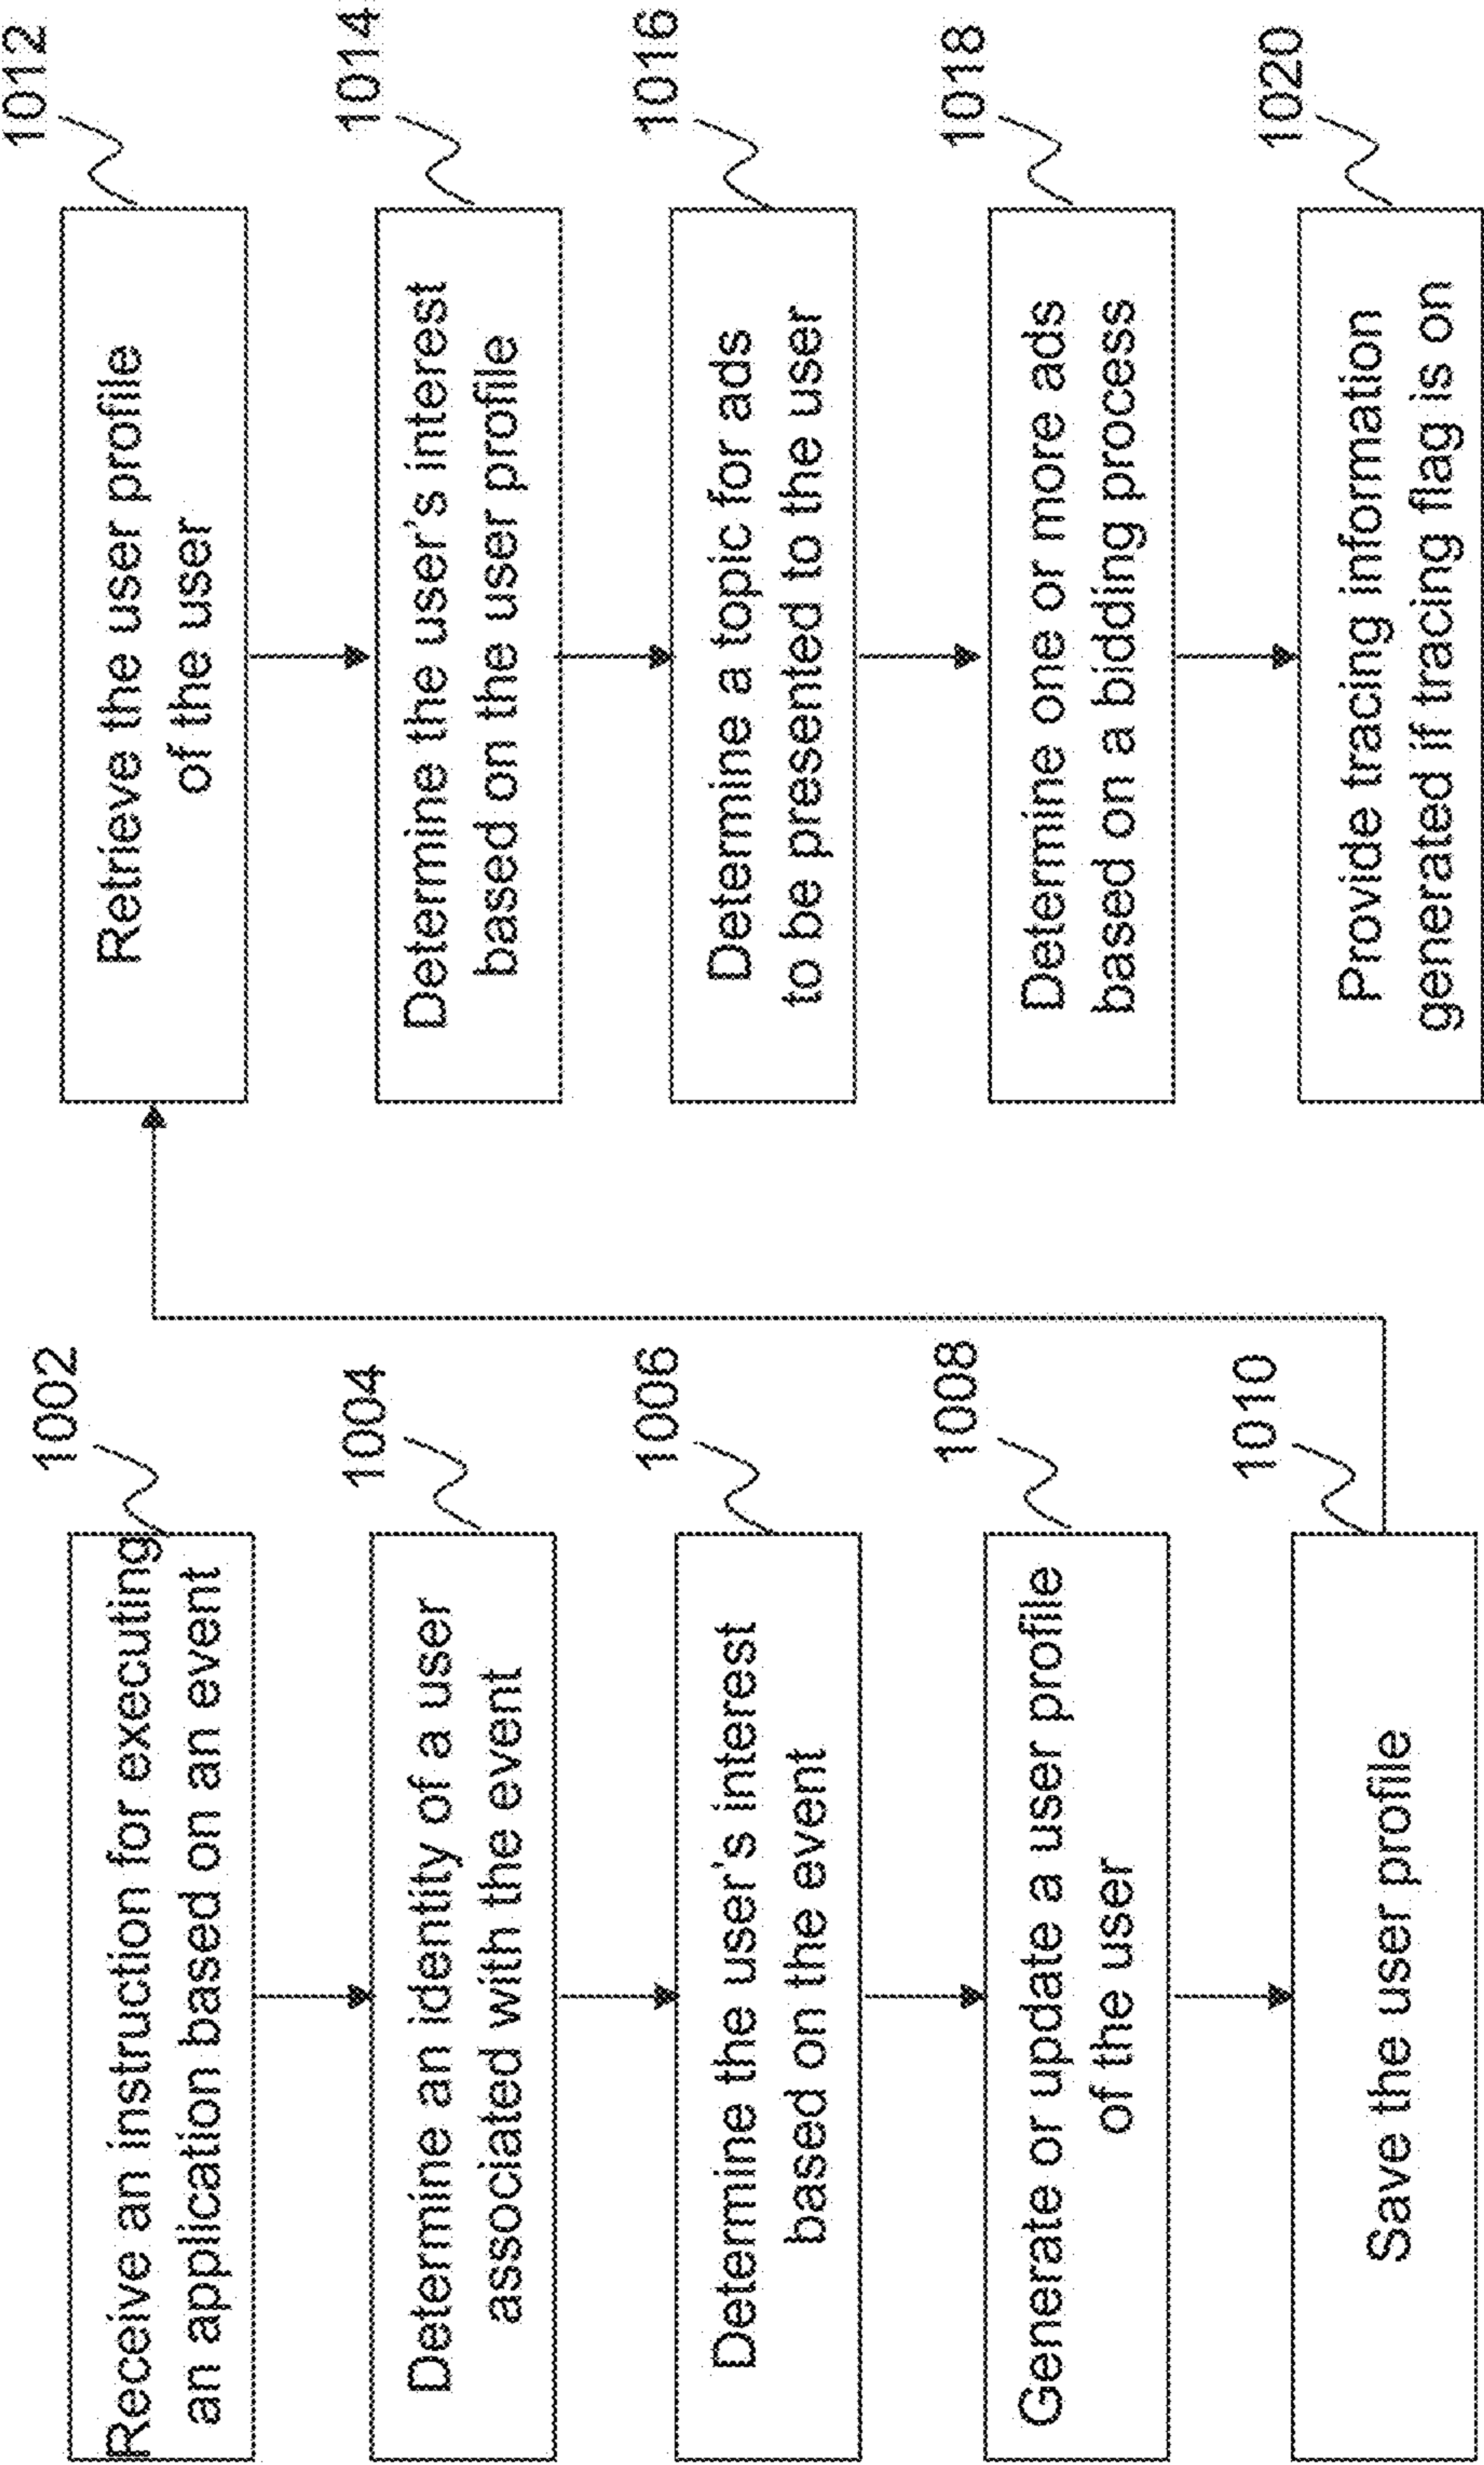 1002
Receive an instruction for executing
an application based on an event
1004
Determine an identity of a user
associated with the event
1006
Determine the user's interest
based on the event
1008
Generate or update a user profile
of the user
1010
Save the user profile
1012
Retrieve the user profile
of the user
1014
Determine the user's interest
based on the user profile
1016
Determine a topic for ads
to be presented to the user
1018
Determine one or more ads
based on a bidding process
1020
Provide tracing information
generated if tracing flag is on